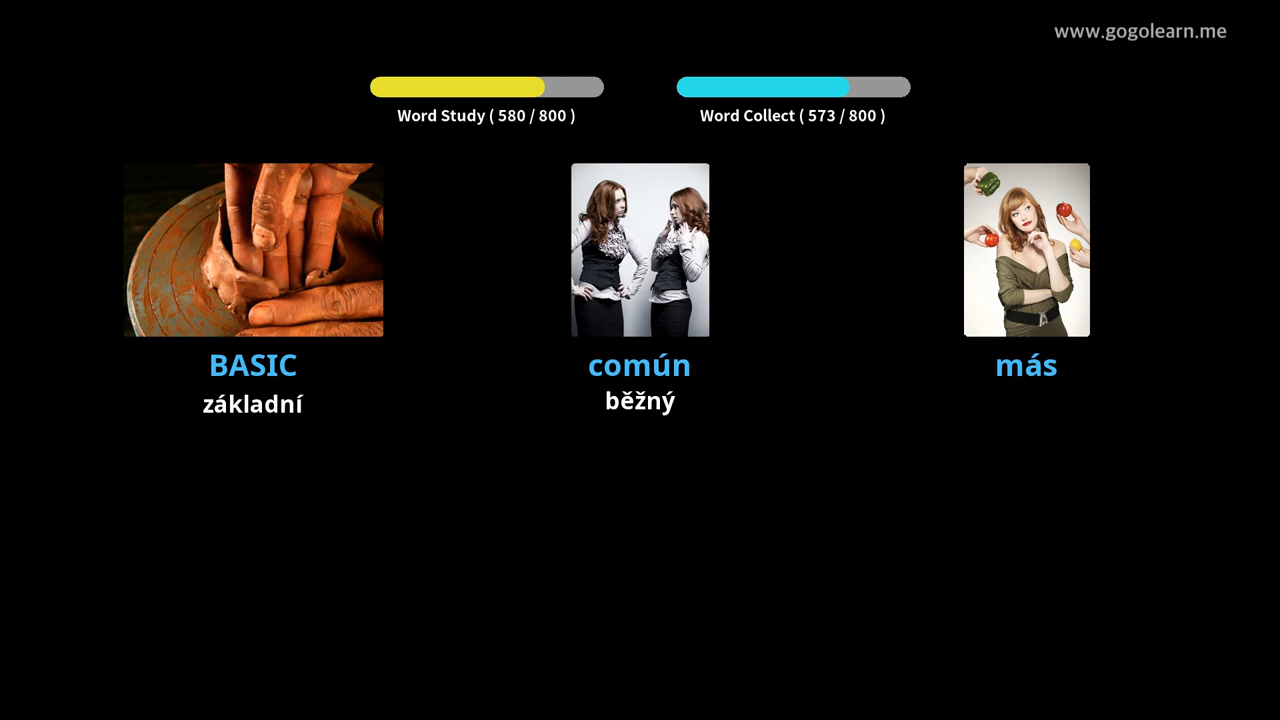 www.gogolearn.me
Word Study ( 580 / 800 )
Word Collect ( 573 / 800 )
BASIC
základní
común
běžný
más